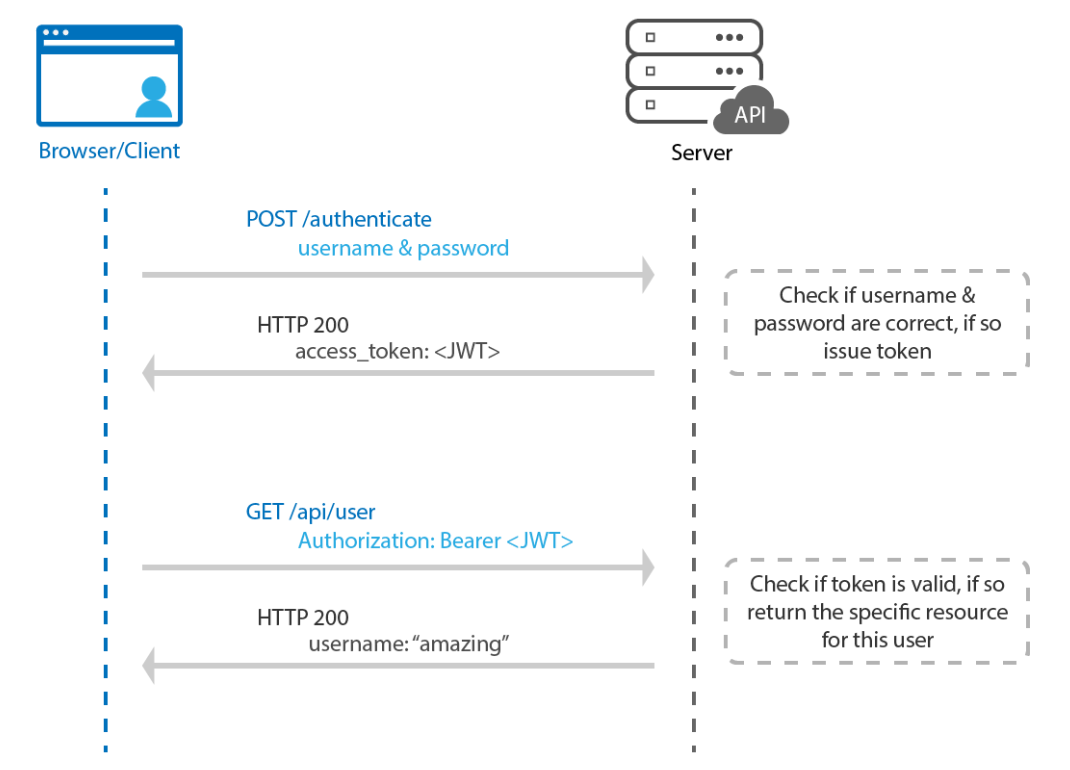 API
Browser/Client
Server
POST /authenticate
username & password
Check if username &
password are correct, if so
issue token
HTTP 200
access_token: <JWT>
GET /api/user
Authorization: Bearer <JWT>
Check if token is valid, if so
return the specific resource
for this user
HTTP 200
username: “amazing”